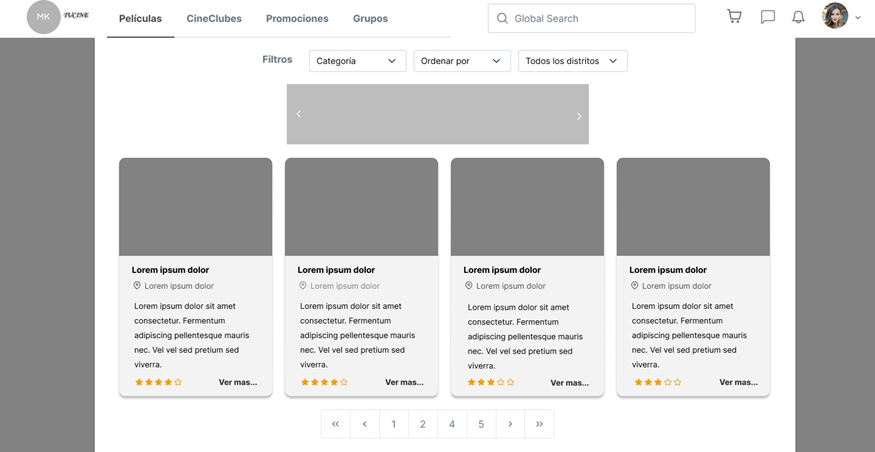 MK TUCINE Películas CineClubes Promociones Grupos Global Search
Filtros Categoría Ordenar por Todos los distritos
Lorem ipsum dolor
Lorem ipsum dolor
Lorem ipsum dolor sit amet
consectetur. Fermentum
adipiscing pellentesque mauris
nec. Vel vel sed pretium sed
viverra.
Ver mas...
Lorem ipsum dolor
Lorem ipsum dolor
Lorem ipsum dolor sit amet
consectetur. Fermentum
adipiscing pellentesque mauris
nec. Vel vel sed pretium sed
viverra.
Ver mas...
Lorem ipsum dolor
Lorem ipsum dolor
Lorem ipsum dolor sit amet
consectetur. Fermentum
adipiscing pellentesque mauris
nec. Vel vel sed pretium sed
viverra.
Ver mas...
Lorem ipsum dolor
Lorem ipsum dolor
Lorem ipsum dolor sit amet
consectetur. Fermentum
adipiscing pellentesque mauris
nec. Vel vel sed pretium sed
viverra.
Ver mas...
« ‹ 1 2 4 5 › »